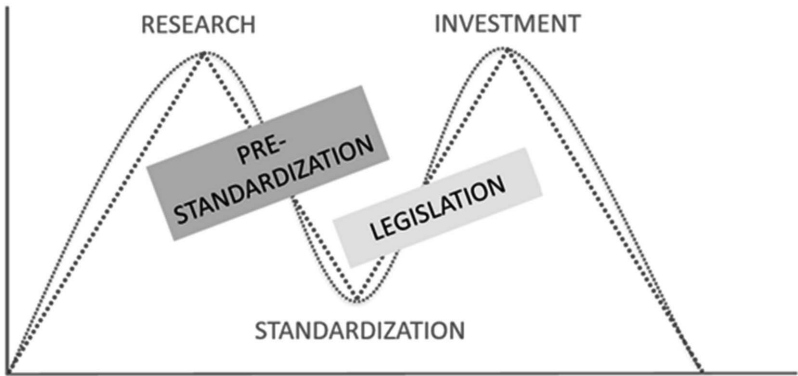 RESEARCH
INVESTMENT
PRE-
STANDARDIZATION
LEGISLATION
STANDARDIZATION